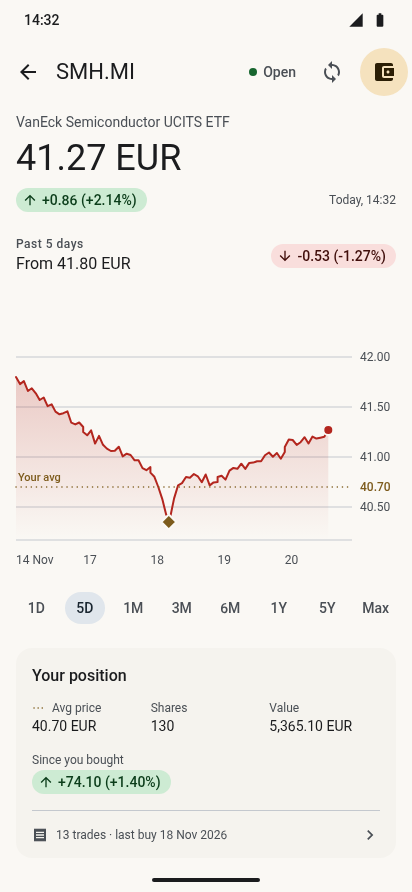 14:32
SMH.MI
Open
VanEck Semiconductor UCITS ETF
41.27 EUR
+0.86 (+2.14%)
Today, 14:32
Past 5 days
From 41.80 EUR
-0.53 (-1.27%)
42.00
41.50
41.00
Your avg
40.70
40.50
14 Nov 17 18 19 20
1D 5D 1M 3M 6M 1Y 5Y Max
Your position
Avg price Shares Value
40.70 EUR 130 5,365.10 EUR
Since you bought
+74.10 (+1.40%)
13 trades · last buy 18 Nov 2026